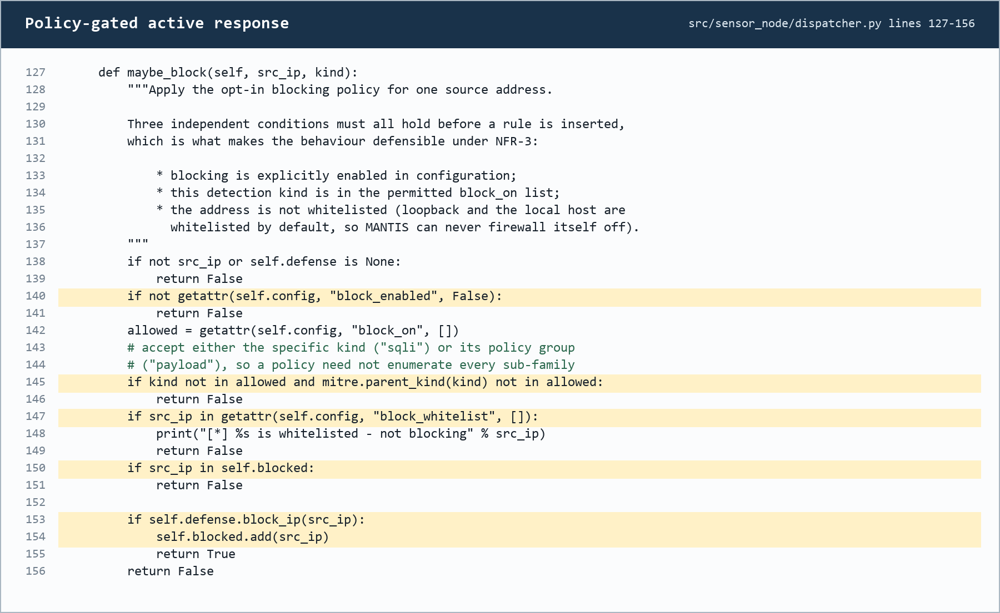 Policy-gated active response
src/sensor_node/dispatcher.py lines 127-156
127 def maybe_block(self, src_ip, kind):
128 """Apply the opt-in blocking policy for one source address.
129
130 Three independent conditions must all hold before a rule is inserted,
131 which is what makes the behaviour defensible under NFR-3:
132
133 * blocking is explicitly enabled in configuration;
134 * this detection kind is in the permitted block_on list;
135 * the address is not whitelisted (loopback and the local host are
136 whitelisted by default, so MANTIS can never firewall itself off).
137 """
138 if not src_ip or self.defense is None:
139 return False
140 if not getattr(self.config, "block_enabled", False):
141 return False
142 allowed = getattr(self.config, "block_on", [])
143 # accept either the specific kind ("sqli") or its policy group
144 # ("payload"), so a policy need not enumerate every sub-family
145 if kind not in allowed and mitre.parent_kind(kind) not in allowed:
146 return False
147 if src_ip in getattr(self.config, "block_whitelist", []):
148 print("[*] %s is whitelisted - not blocking" % src_ip)
149 return False
150 if src_ip in self.blocked:
151 return False
152
153 if self.defense.block_ip(src_ip):
154 self.blocked.add(src_ip)
155 return True
156 return False